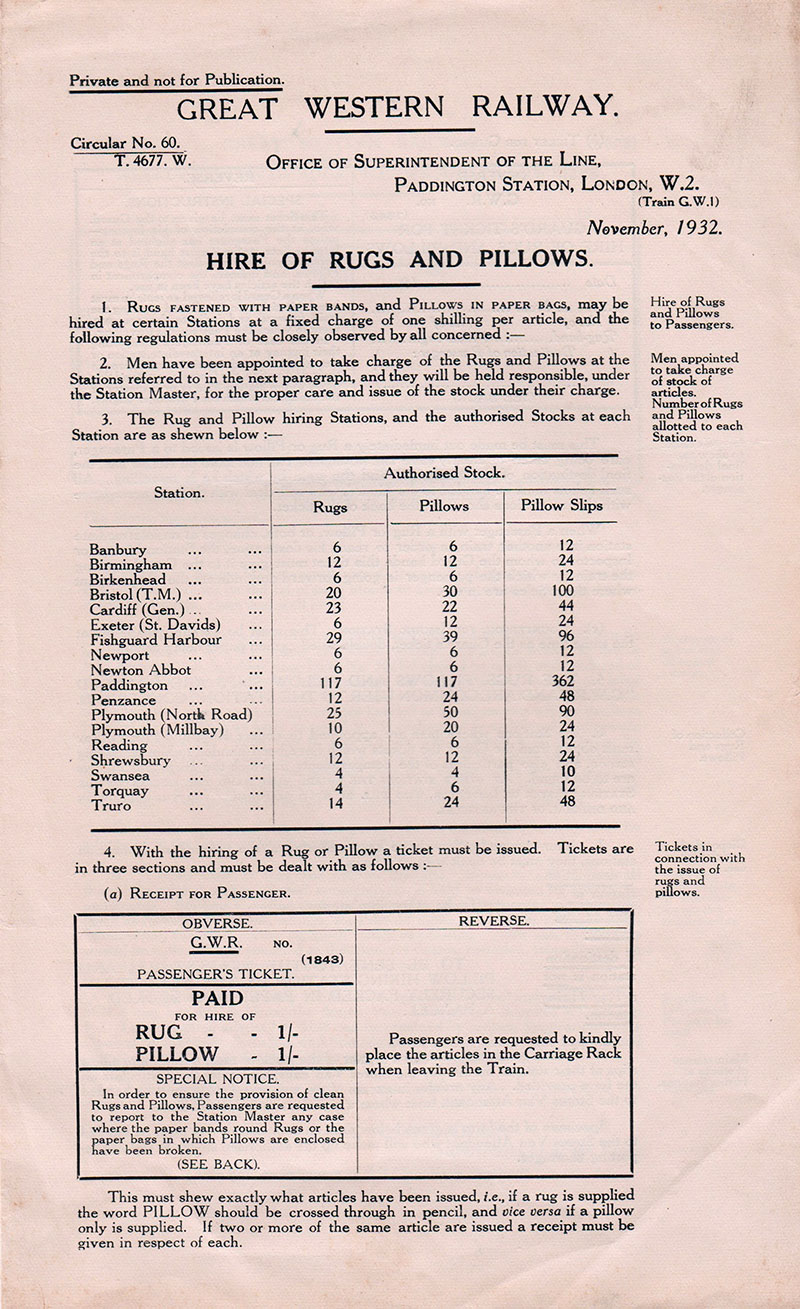 Private and not for Publication.
GREAT WESTERN RAILWAY.
Circular No. 60.
T. 4677. W.
OFFICE OF SUPERINTENDENT OF THE LINE,
PADDINGTON STATION, LONDON, W.2.
(Train G.W.1)
November, 1932.
HIRE OF RUGS AND PILLOWS.
1. RUGS FASTENED WITH PAPER BANDS, and PILLOWS IN PAPER BAGS, may be
hired at certain Stations at a fixed charge of one shilling per article, and the
following regulations must be closely observed by all concerned :—
Hire of Rugs
and Pillows
to Passengers.
2. Men have been appointed to take charge of the Rugs and Pillows at the
Stations referred to in the next paragraph, and they will be held responsible, under
the Station Master, for the proper care and issue of the stock under their charge.
Men appointed
to take charge
of stock of
articles.
3. The Rug and Pillow hiring Stations, and the authorised Stocks at each
Station are as shewn below :—
Number of Rugs
and Pillows
allotted to each
Station.
Station.
Authorised Stock.
Rugs Pillows Pillow Slips
Banbury ... ... 6 6 12
Birmingham ... ... 12 12 24
Birkenhead ... ... 6 6 12
Bristol (T.M.) ... ... 20 30 100
Cardiff (Gen.) ... ... 23 22 44
Exeter (St. Davids) ... 6 12 24
Fishguard Harbour ... 29 39 96
Newport ... ... 6 6 12
Newton Abbot ... 6 6 12
Paddington ... ... 117 117 362
Penzance ... ... 12 24 48
Plymouth (North Road) 25 50 90
Plymouth (Millbay) ... 10 20 24
Reading ... ... 6 6 12
Shrewsbury ... ... 12 12 24
Swansea ... ... 4 4 10
Torquay ... ... 4 6 12
Truro ... ... 14 24 48
4. With the hiring of a Rug or Pillow a ticket must be issued. Tickets are
in three sections and must be dealt with as follows :—
Tickets in
connection with
the issue of
rugs and
pillows.
(a) RECEIPT FOR PASSENGER.
OBVERSE.
G.W.R. NO.
(1843)
PASSENGER'S TICKET.
PAID
FOR HIRE OF
RUG - - 1/-
PILLOW - 1/-
SPECIAL NOTICE.
In order to ensure the provision of clean
Rugs and Pillows, Passengers are requested
to report to the Station Master any case
where the paper bands round Rugs or the
paper bags in which Pillows are enclosed
have been broken.
(SEE BACK).
REVERSE.
Passengers are requested to kindly
place the articles in the Carriage Rack
when leaving the Train.
This must shew exactly what articles have been issued, i.e., if a rug is supplied
the word PILLOW should be crossed through in pencil, and vice versa if a pillow
only is supplied. If two or more of the same article are issued a receipt must be
given in respect of each.